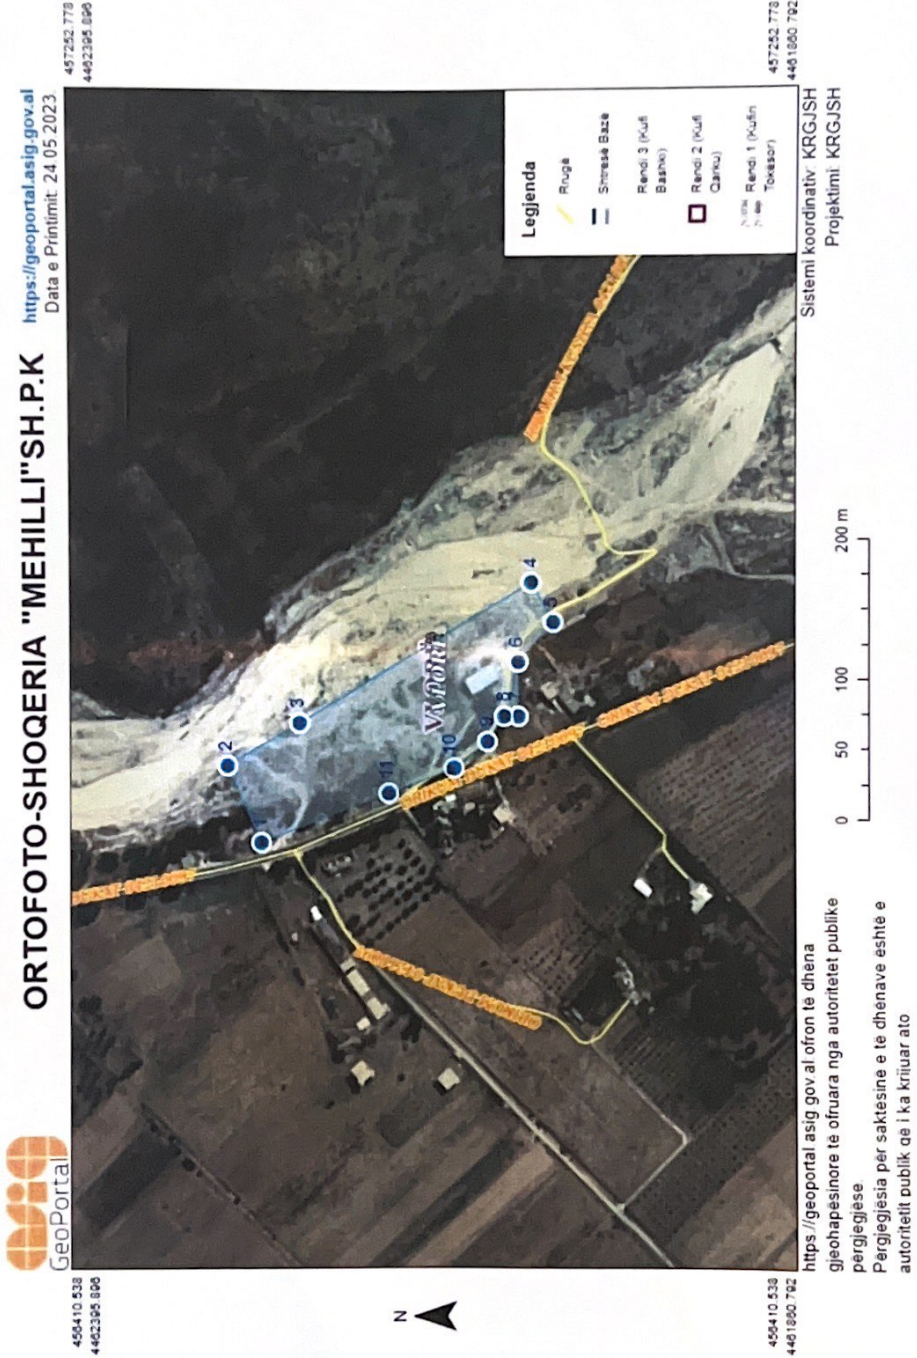 asig
GeoPortal
ORTOFOTO-SHOQERIA "MEHILLI"SH.P.K
https://geoportal.asig.gov.al
Data e Printimit: 24.05.2023
456410.538
4462395.896
457252.778
4462395.896
2
3
11
10
9
8
7
6
5
4
Legjenda
Rrugë
Shtresë Bazë
Rendi 3 (Kufi
Bashki)
Rendi 2 (Kufi
Qarku)
Rendi 1 (Kufiri
Tokësor)
N
456410.538
4461860.792
457252.778
4461860.792
https://geoportal.asig.gov.al ofron të dhëna
gjeohapësinore të ofruara nga autoritetet publike
përgjegjëse.
Përgjegjësia për saktësinë e të dhënave është e
autoritetit publik që i ka krijuar ato
0 50 100 200 m
Sistemi koordinativ: KRGJSH
Projektimi: KRGJSH